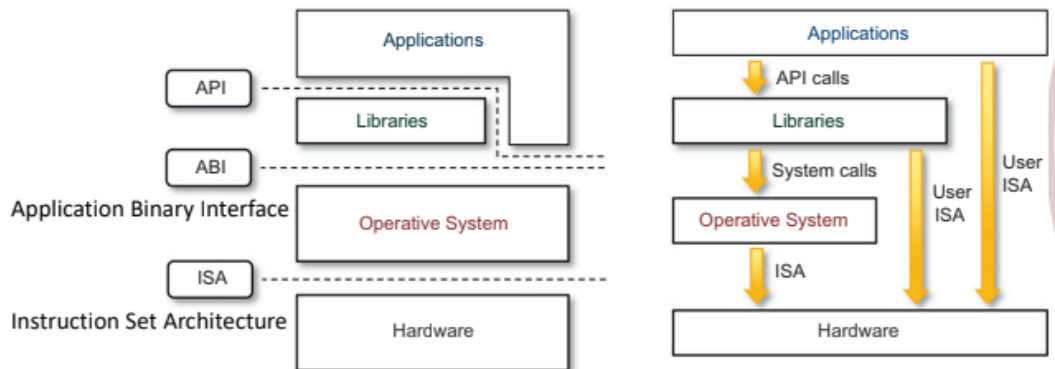 Applications
API
Libraries
ABI
Application Binary Interface
Operative System
ISA
Instruction Set Architecture
Hardware
Applications
API calls
Libraries
System calls
User
ISA
User
ISA
Operative System
ISA
Hardware